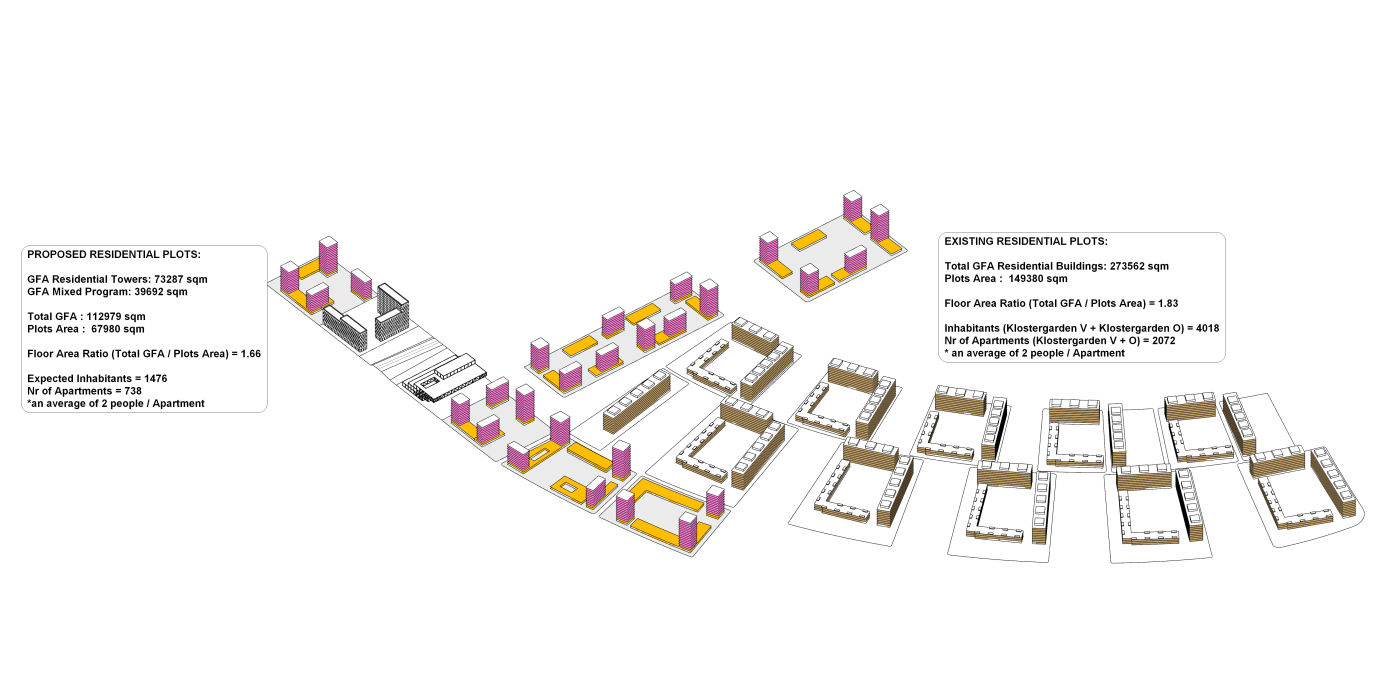 PROPOSED RESIDENTIAL PLOTS:
GFA Residential Towers: 73287 sqm
GFA Mixed Program: 39692 sqm
Total GFA : 112979 sqm
Plots Area :  67980 sqm
Floor Area Ratio (Total GFA / Plots Area) = 1.66
Expected Inhabitants = 1476
Nr of Apartments = 738
*an average of 2 people / Apartment
EXISTING RESIDENTIAL PLOTS:
Total GFA Residential Buildings: 273562 sqm
Plots Area :  149380 sqm
Floor Area Ratio (Total GFA / Plots Area) = 1.83
Inhabitants (Klostergarden V + Klostergarden O) = 4018
Nr of Apartments (Klostergarden V + O) = 2072
* an average of 2 people / Apartment